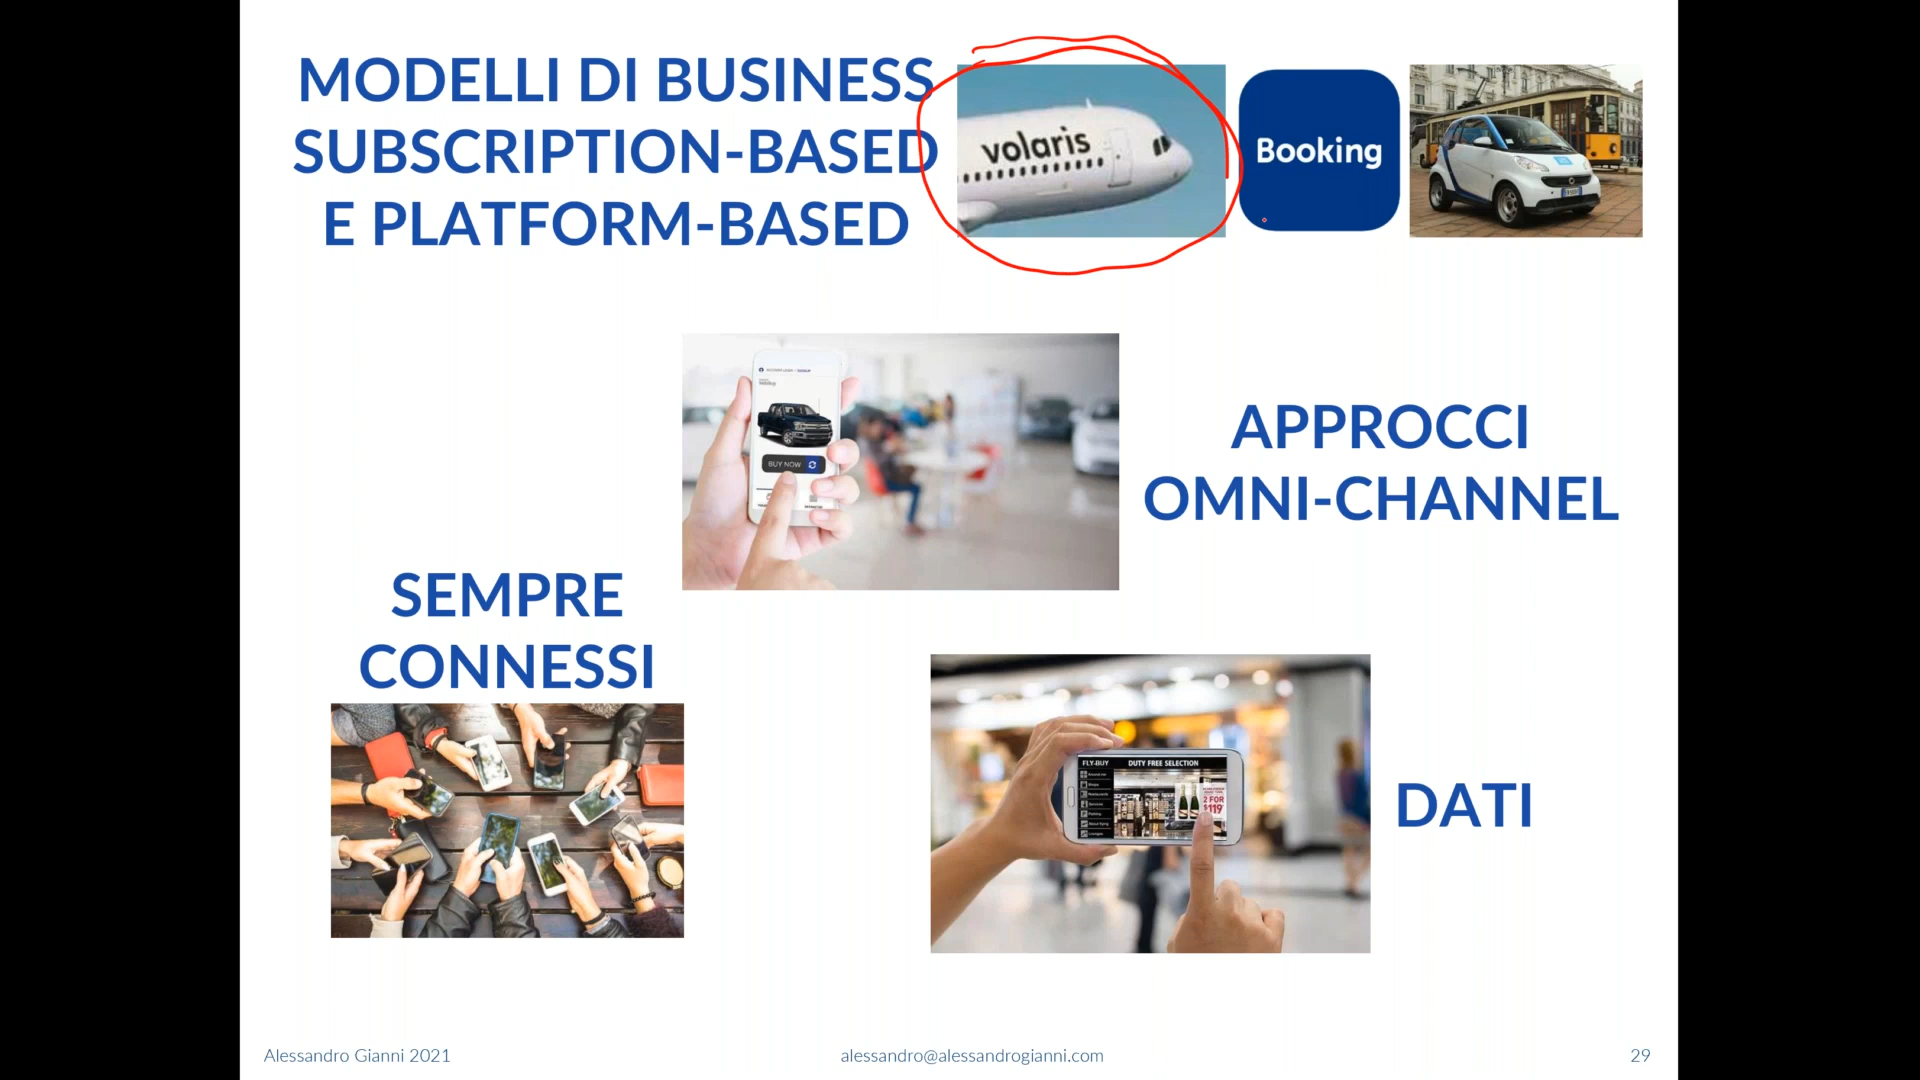 MODELLI DI BUSINESS
SUBSCRIPTION-BASED
E PLATFORM-BASED
volaris
Booking
BUY NOW
APPROCCI
OMNI-CHANNEL
SEMPRE
CONNESSI
FLY-BUY DUTY FREE SELECTION
2 FOR
$119
DATI
Alessandro Gianni 2021
alessandro@alessandrogianni.com
29